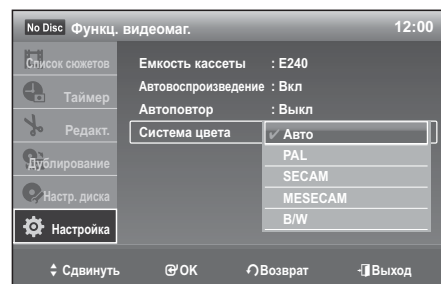 No Disc Функц. видеомаг. 12:00
Список сюжетов
Таймер
Редакт.
Дублирование
Настр. диска
Настройка
Емкость кассеты : E240
Автовоспроизведение : Вкл
Автоповтор : Выкл
Система цвета ✓ Авто
PAL
SECAM
MESECAM
B/W
Сдвинуть OK Возврат Выход